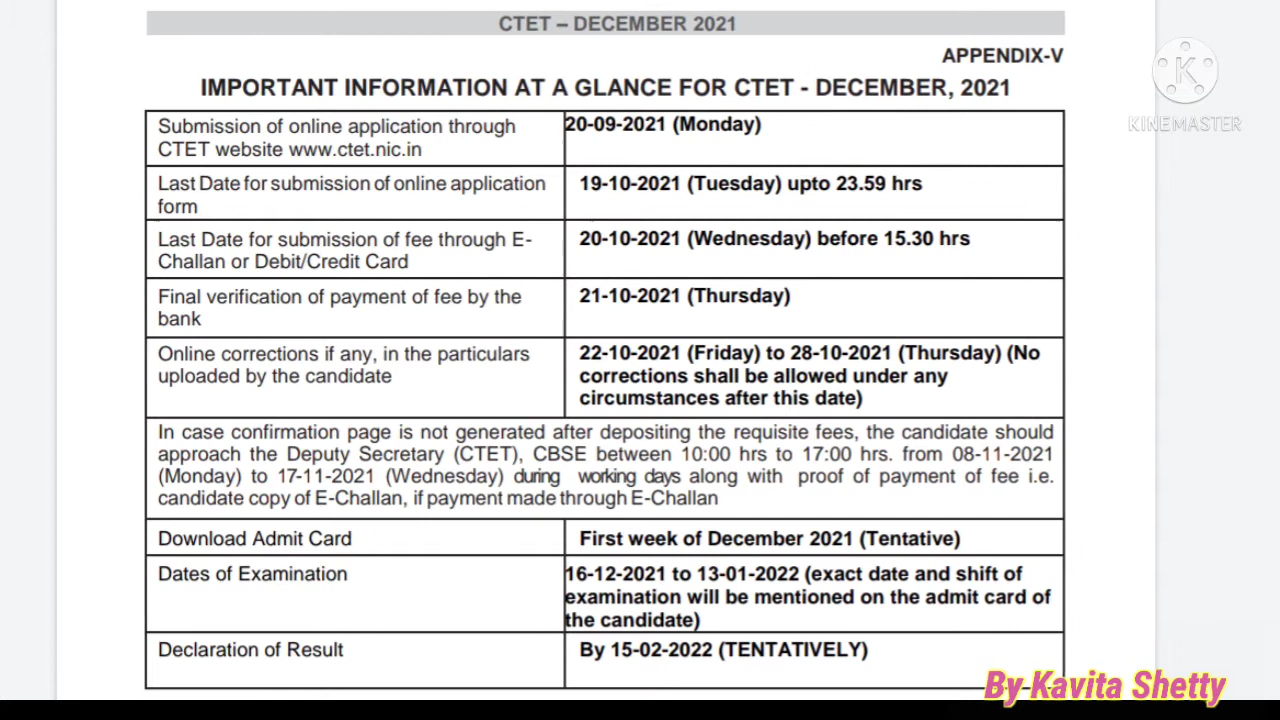 CTET – DECEMBER 2021
APPENDIX-V
IMPORTANT INFORMATION AT A GLANCE FOR CTET - DECEMBER, 2021
Submission of online application through
CTET website www.ctet.nic.in
20-09-2021 (Monday)
Last Date for submission of online application
form
19-10-2021 (Tuesday) upto 23.59 hrs
Last Date for submission of fee through E-
Challan or Debit/Credit Card
20-10-2021 (Wednesday) before 15.30 hrs
Final verification of payment of fee by the
bank
21-10-2021 (Thursday)
Online corrections if any, in the particulars
uploaded by the candidate
22-10-2021 (Friday) to 28-10-2021 (Thursday) (No
corrections shall be allowed under any
circumstances after this date)
In case confirmation page is not generated after depositing the requisite fees, the candidate should
approach the Deputy Secretary (CTET), CBSE between 10:00 hrs to 17:00 hrs. from 08-11-2021
(Monday) to 17-11-2021 (Wednesday) during working days along with proof of payment of fee i.e.
candidate copy of E-Challan, if payment made through E-Challan
Download Admit Card
First week of December 2021 (Tentative)
Dates of Examination
16-12-2021 to 13-01-2022 (exact date and shift of
examination will be mentioned on the admit card of
the candidate)
Declaration of Result
By 15-02-2022 (TENTATIVELY)
K
KINEMASTER
By Kavita Shetty